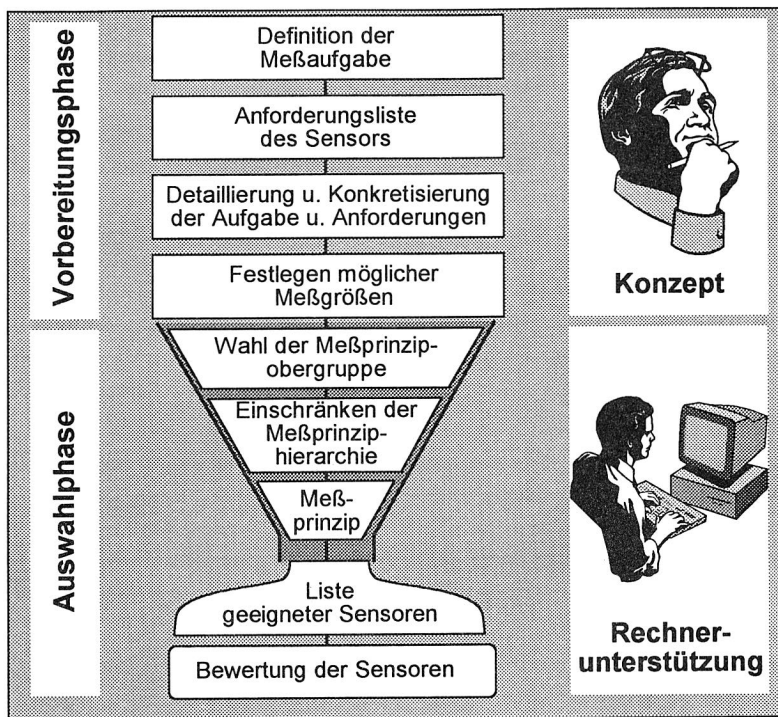 Vorbereitungsphase
Definition der
Meßaufgabe
Anforderungsliste
des Sensors
Detaillierung u. Konkretisierung
der Aufgabe u. Anforderungen
Festlegen möglicher
Meßgrößen
Konzept
Auswahlphase
Wahl der Meßprinzip-
obergruppe
Einschränken der
Meßprinzip-
hierarchie
Meß-
prinzip
Liste
geeigneter Sensoren
Bewertung der Sensoren
Rechner-
unterstützung